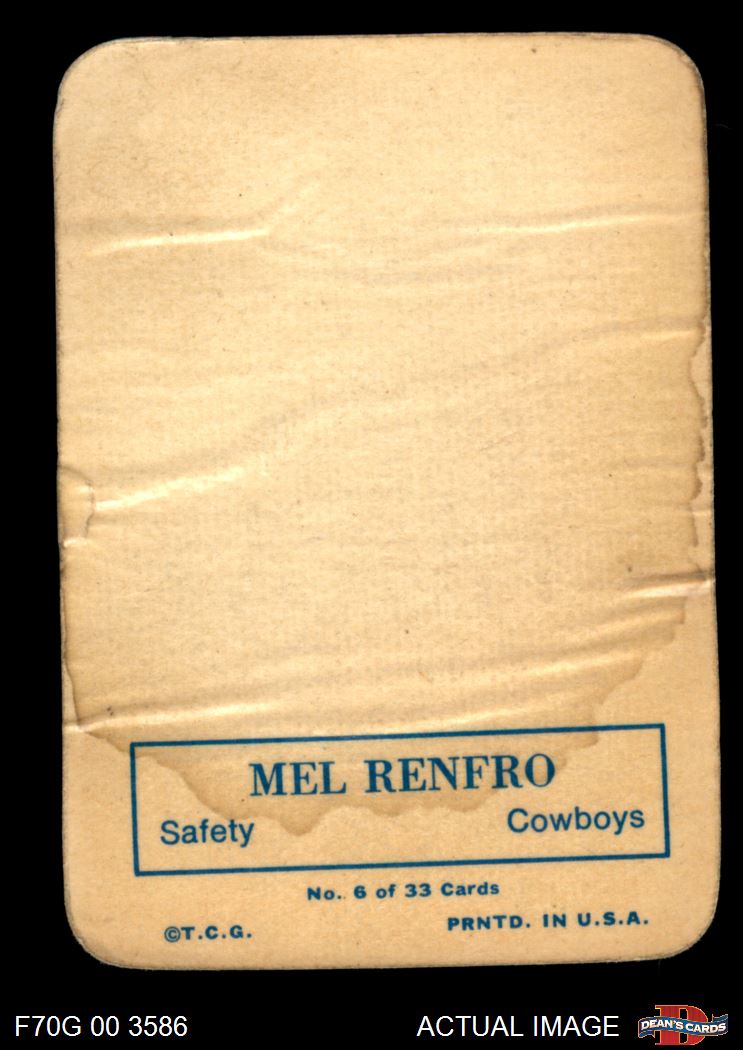 MEL RENFRO
Safety Cowboys
No. 6 of 33 Cards
©T.C.G. PRNTD. IN U.S.A.
F70G 00 3586 ACTUAL IMAGE DEAN'S CARDS